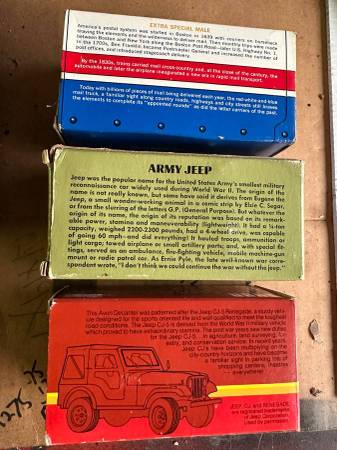 EXTRA SPECIAL MALE
America's postal system was started in Boston in 1639 with couriers on horseback
braving the elements and the wilderness to deliver mail. Then country trips were made
between Boston and New York along the Boston Post Road—later U.S. Highway No. 1.
In the 1700s, Ben Franklin became Postmaster General and increased the number of
post offices, and introduced stagecoach delivery.
By the 1830s, trains carried mail cross-country and, at the close of the century, the
automobile and later the airplane inaugurated a new era in rapid mail transport.
Today with billions of pieces of mail being delivered each year, the red-white-and-blue
mail truck, a familiar sight along country roads, highways and city streets still braves
the elements to complete its "appointed rounds" as did the letter carriers of the past.
ARMY JEEP
Jeep was the popular name for the United States Army's smallest military
reconnaissance car widely used during World War II. The origin of the
name is not really known, but some have said it derives from Eugene the
Jeep, a small wonder-working animal in a comic strip by Elzie C. Segar,
or from the slurring of the letters G.P. (General Purpose). But whatever the
origin of its name, the origin of its reputation was based on its remark-
able power, stamina and maneuverability (lightweight). It had a ¼-ton
capacity, weighed 2200-2300 pounds, had a 4-wheel drive, was capable
of going 60 mph—and did everything! It hauled troops, ammunition or
light cargo; towed airplane or small artillery parts; and, with special fit-
tings, served as an ambulance, fire-fighting vehicle, mobile machine-gun
mount or radio patrol car. As Ernie Pyle, the late well-known war corre-
spondent wrote, "I don't think we could continue the war without the jeep."
This Avon Decanter was patterned after the Jeep CJ-5 Renegade, a sturdy vehi-
cle designed for the sports oriented life and well qualified to meet the toughest
road conditions. The Jeep CJ-5 is derived from the World War II military vehicle
which proved to have extraordinary stamina. The post war years saw new duties
for the Jeep CJ-5... in agriculture, land surveying, for-
estry, and conservation service. In recent years,
Jeep CJ's have been multiplying on the
city-country horizons and have become
a familiar sight in parking lots of
shopping centers, theatres
... everywhere!
JEEP, CJ and RENEGADE
are registered trademarks
of Jeep Corporation.
Used by permission.